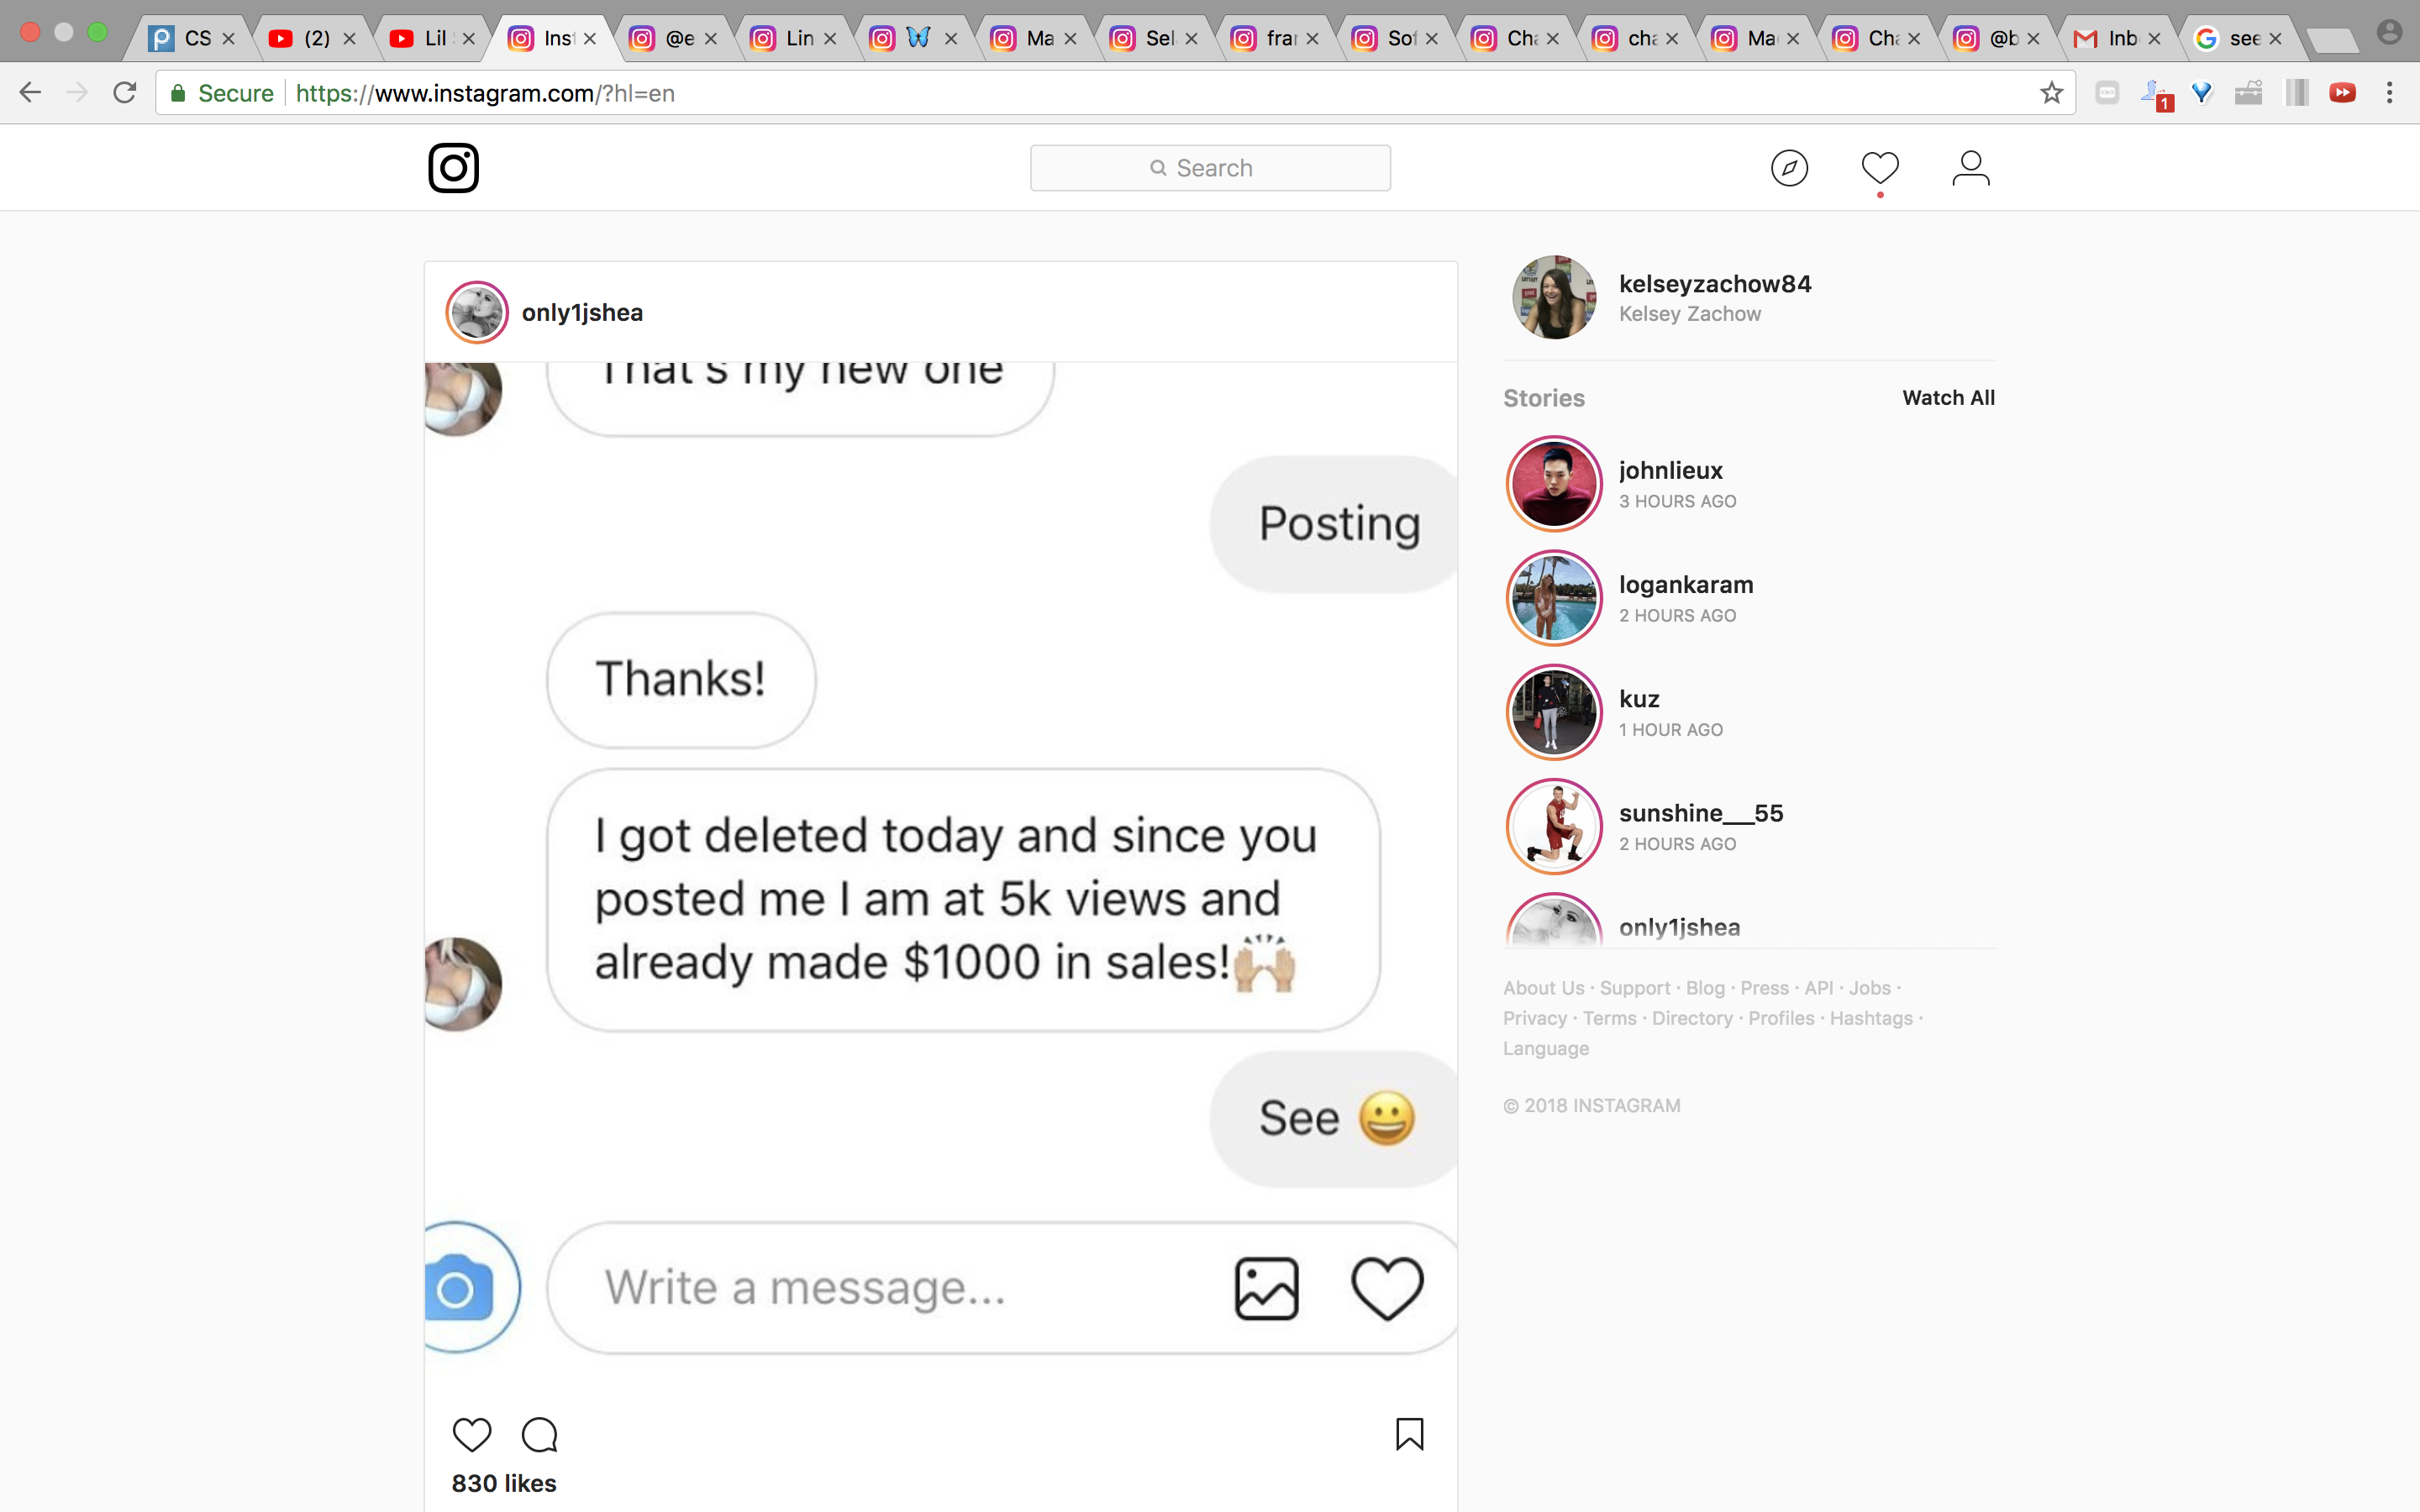 CS
(2)
Lil
Ins
@e
Lin
🦋
Ma
Sel
fra
Sof
Cha
cha
Ma
Cha
@b
Inb
see
Secure https://www.instagram.com/?hl=en
1
Search
only1jshea
That's my new one
Posting
Thanks!
I got deleted today and since you
posted me I am at 5k views and
already made $1000 in sales!🙌🏼
See 😀
Write a message...
830 likes
kelseyzachow84
Kelsey Zachow
Stories Watch All
johnlieux
3 HOURS AGO
logankaram
2 HOURS AGO
kuz
1 HOUR AGO
sunshine__55
2 HOURS AGO
only1jshea
About Us · Support · Blog · Press · API · Jobs ·
Privacy · Terms · Directory · Profiles · Hashtags ·
Language
© 2018 INSTAGRAM